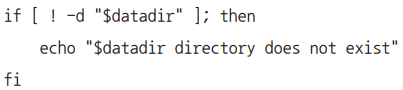 if [ ! -d "$datadir" ]; then
    echo "$datadir directory does not exist"
fi